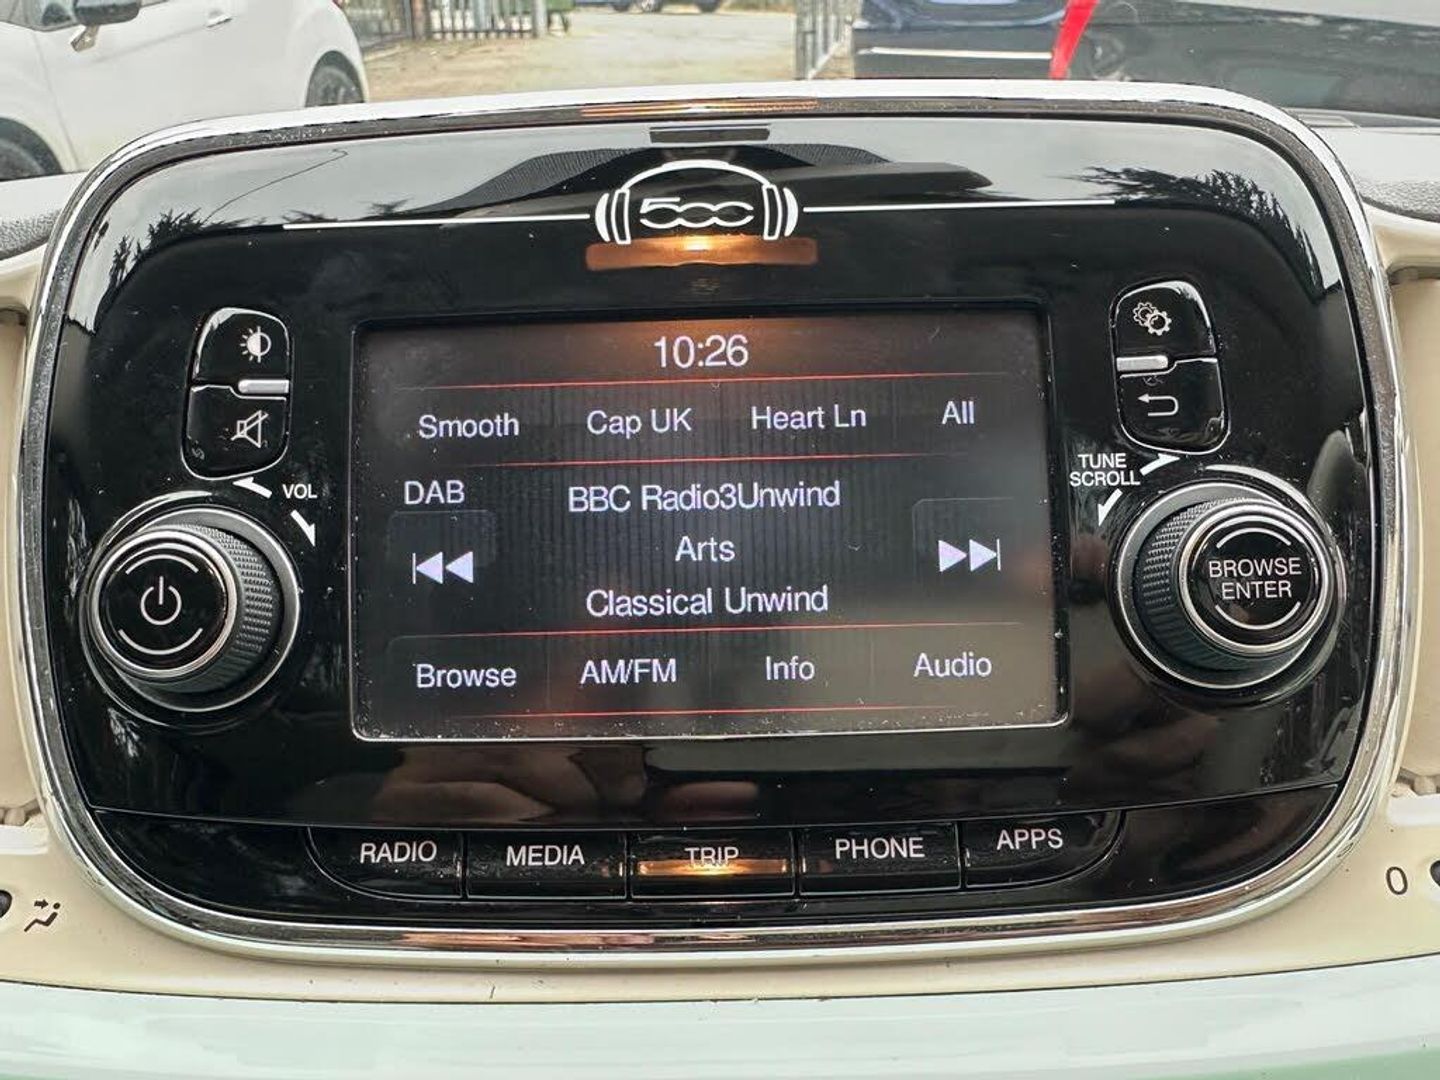 500
10:26
Smooth Cap UK Heart Ln All
DAB BBC Radio3Unwind
Arts
Classical Unwind
Browse AM/FM Info Audio
VOL
TUNE
SCROLL
BROWSE
ENTER
RADIO MEDIA TRIP PHONE APPS
0